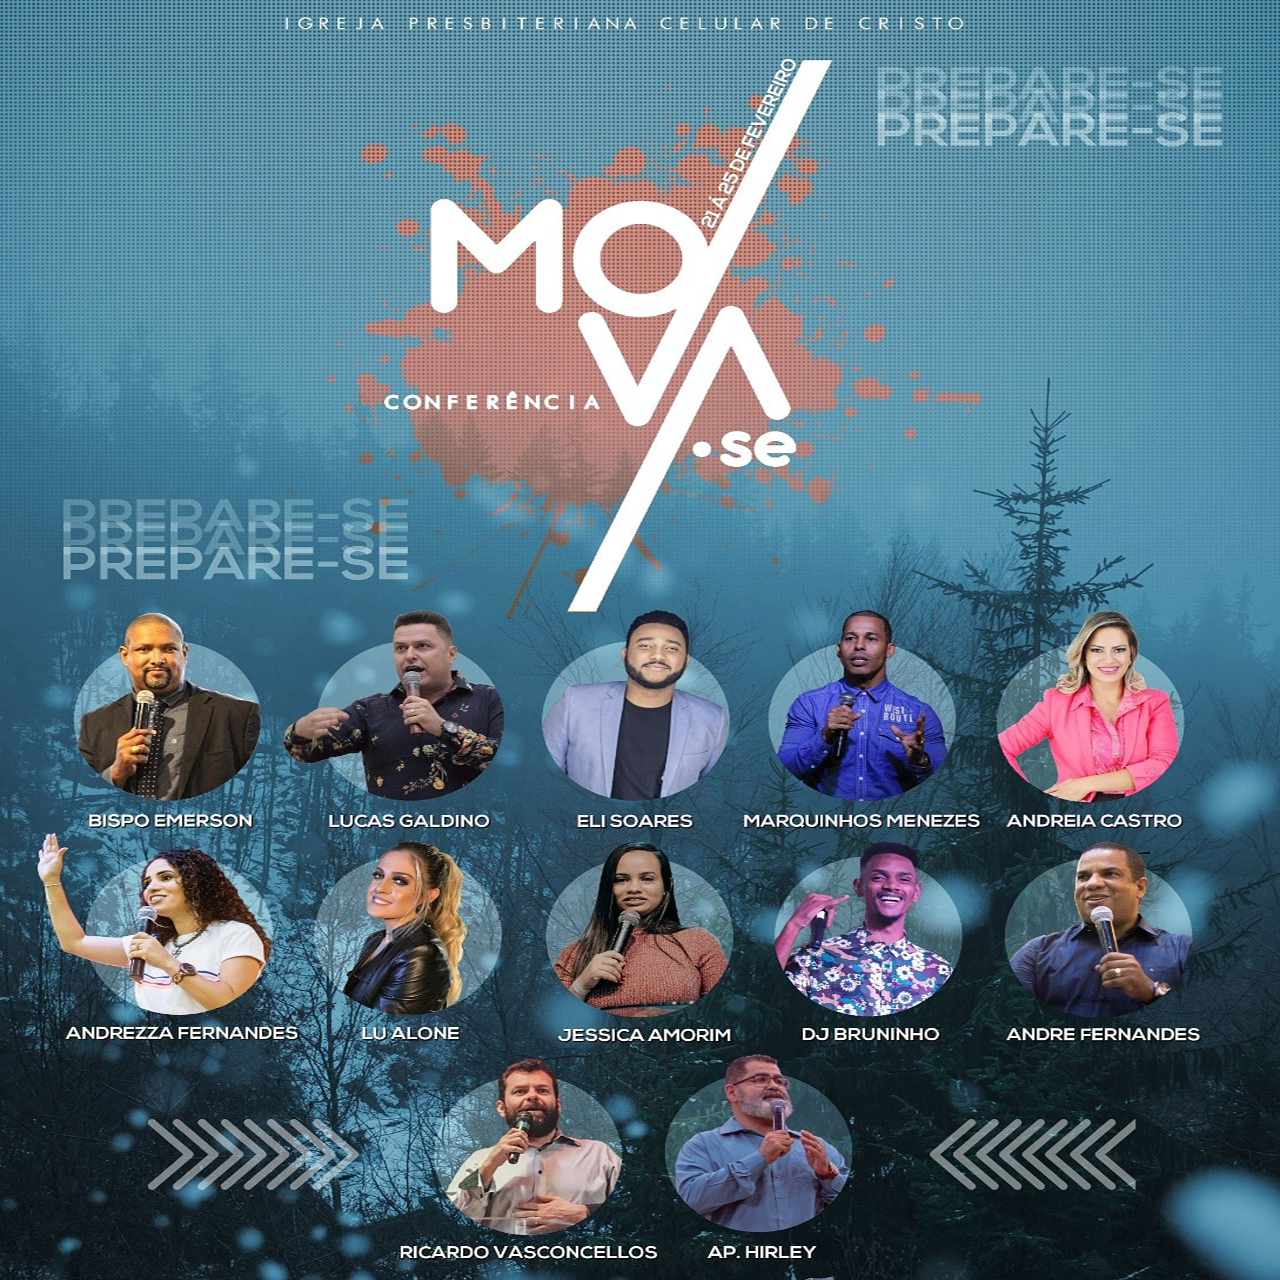 IGREJA PRESBITERIANA CELULAR DE CRISTO
PREPARE-SE
PREPARE-SE
PREPARE-SE
21 Á 25 DE FEVEREIRO
MO
VA
CONFERÊNCIA
.se
PREPARE-SE
PREPARE-SE
PREPARE-SE
BISPO EMERSON
LUCAS GALDINO
ELI SOARES
MARQUINHOS MENEZES
ANDREIA CASTRO
WEST
ROUTE
ANDREZZA FERNANDES
LU ALONE
JESSICA AMORIM
DJ BRUNINHO
ANDRE FERNANDES
RICARDO VASCONCELLOS
AP. HIRLEY